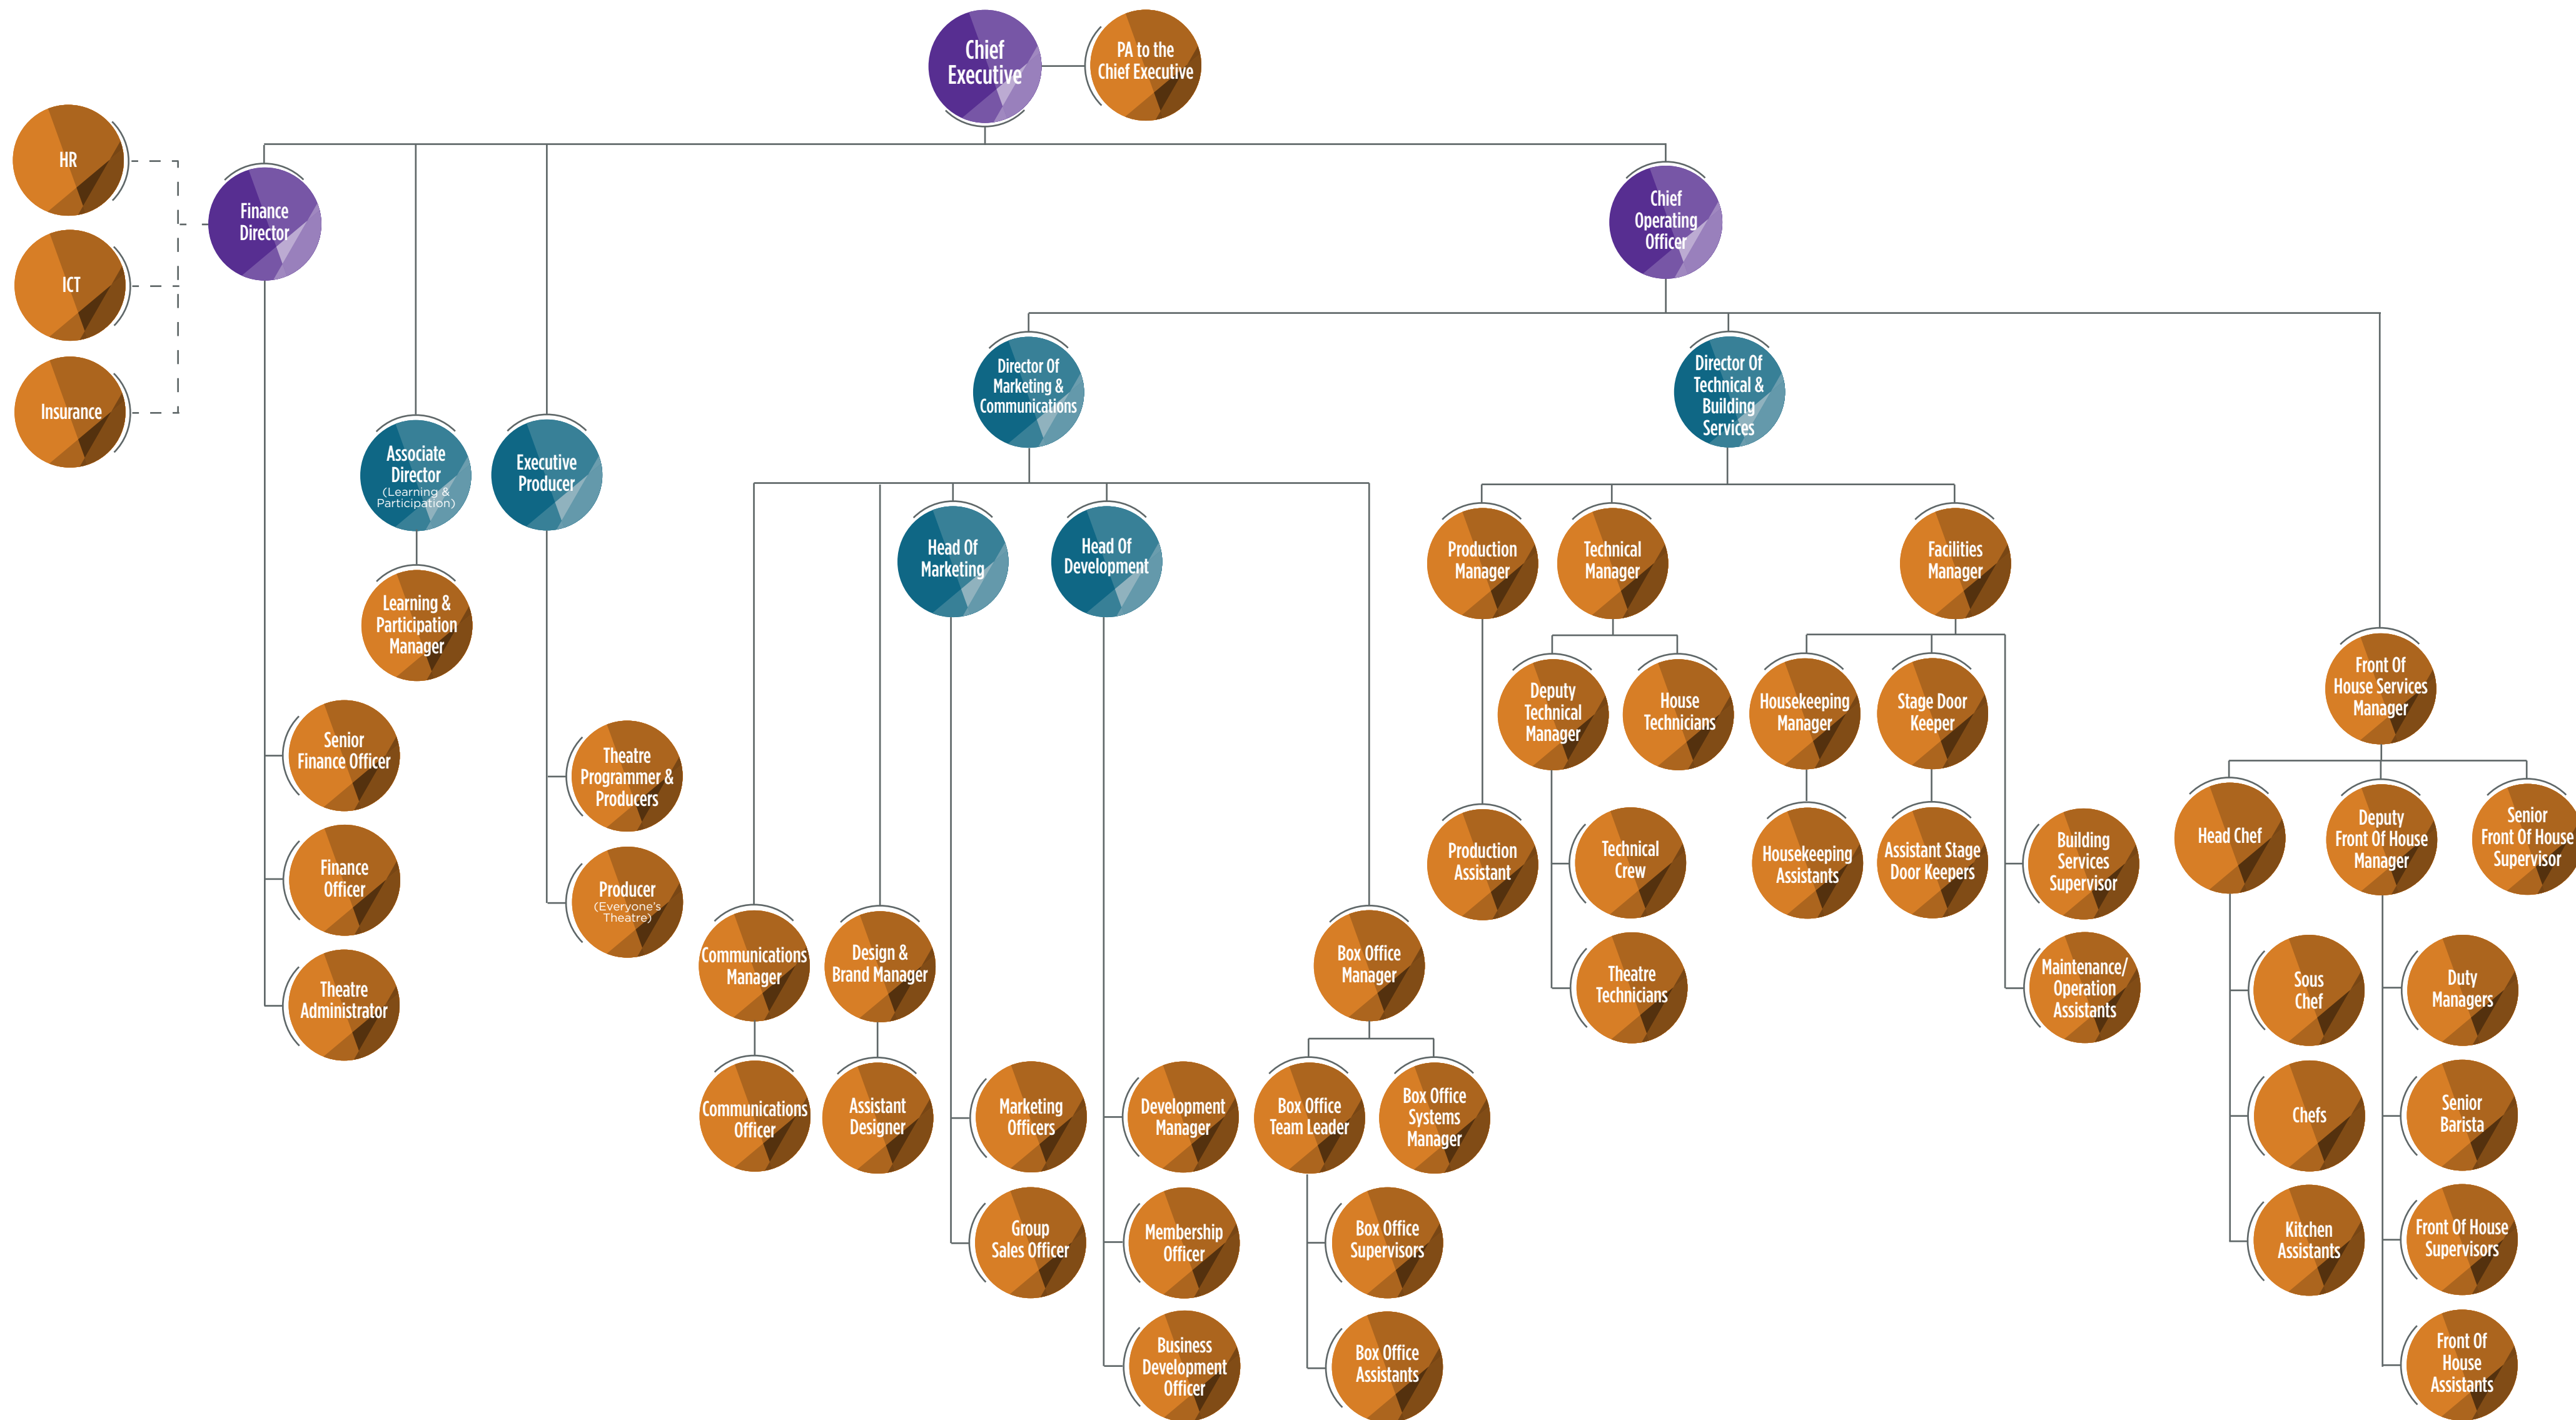 Chief
Executive
PA to the
Chief Executive
HR
ICT
Insurance
Finance
Director
Chief
Operating
Officer
Associate
Director
(Learning &
Participation)
Executive
Producer
Learning &
Participation
Manager
Senior
Finance Officer
Finance
Officer
Theatre
Administrator
Theatre
Programmer &
Producers
Producer
(Everyone's
Theatre)
Director Of
Marketing &
Communications
Director Of
Technical &
Building
Services
Head Of
Marketing
Head Of
Development
Communications
Manager
Design &
Brand Manager
Box Office
Manager
Communications
Officer
Assistant
Designer
Marketing
Officers
Group
Sales Officer
Development
Manager
Membership
Officer
Business
Development
Officer
Box Office
Team Leader
Box Office
Systems
Manager
Box Office
Supervisors
Box Office
Assistants
Production
Manager
Technical
Manager
Facilities
Manager
Deputy
Technical
Manager
House
Technicians
Housekeeping
Manager
Stage Door
Keeper
Production
Assistant
Technical
Crew
Theatre
Technicians
Housekeeping
Assistants
Assistant Stage
Door Keepers
Building
Services
Supervisor
Maintenance/
Operation
Assistants
Front Of
House Services
Manager
Head Chef
Deputy
Front Of House
Manager
Senior
Front Of House
Supervisor
Sous
Chef
Chefs
Kitchen
Assistants
Duty
Managers
Senior
Barista
Front Of House
Supervisors
Front Of
House
Assistants